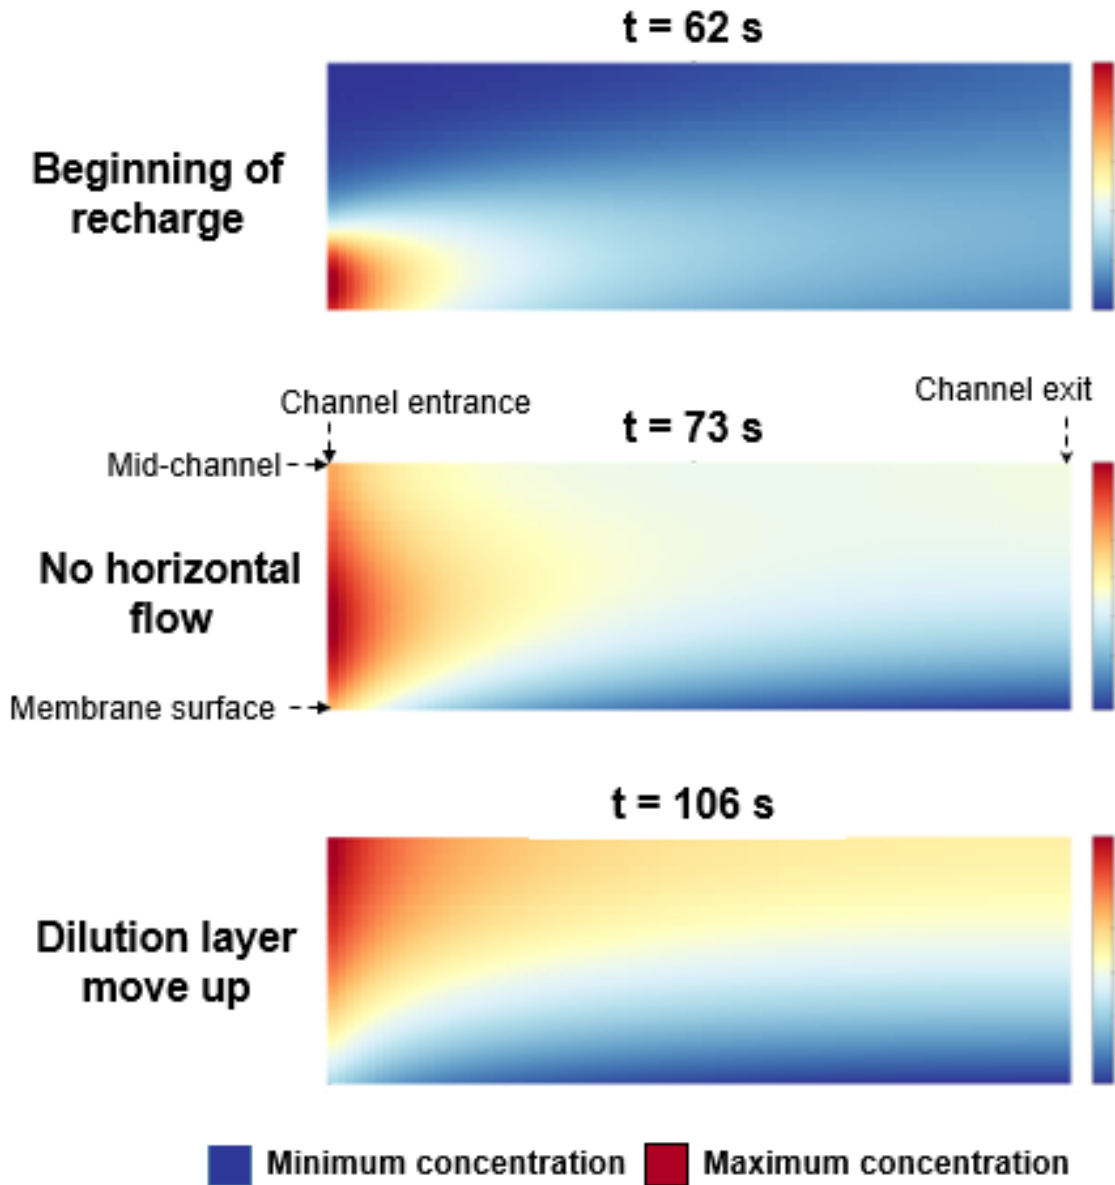 t = 62 s
Beginning of
recharge
Channel entrance
Channel exit
t = 73 s
Mid-channel
No horizontal
flow
Membrane surface
t = 106 s
Dilution layer
move up
Minimum concentration
Maximum concentration